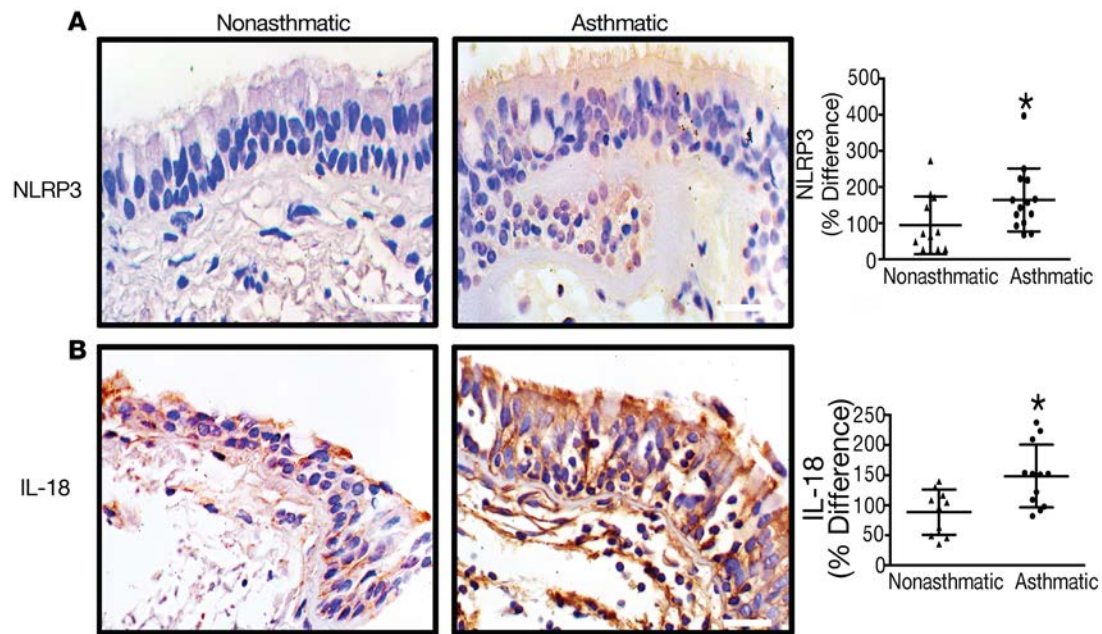 A
Nonasthmatic
Asthmatic
NLRP3
NLRP3
(% Difference)
500
400
300
200
100
0
*
Nonasthmatic Asthmatic
B
IL-18
IL-18
(% Difference)
250
200
150
100
50
0
*
Nonasthmatic Asthmatic